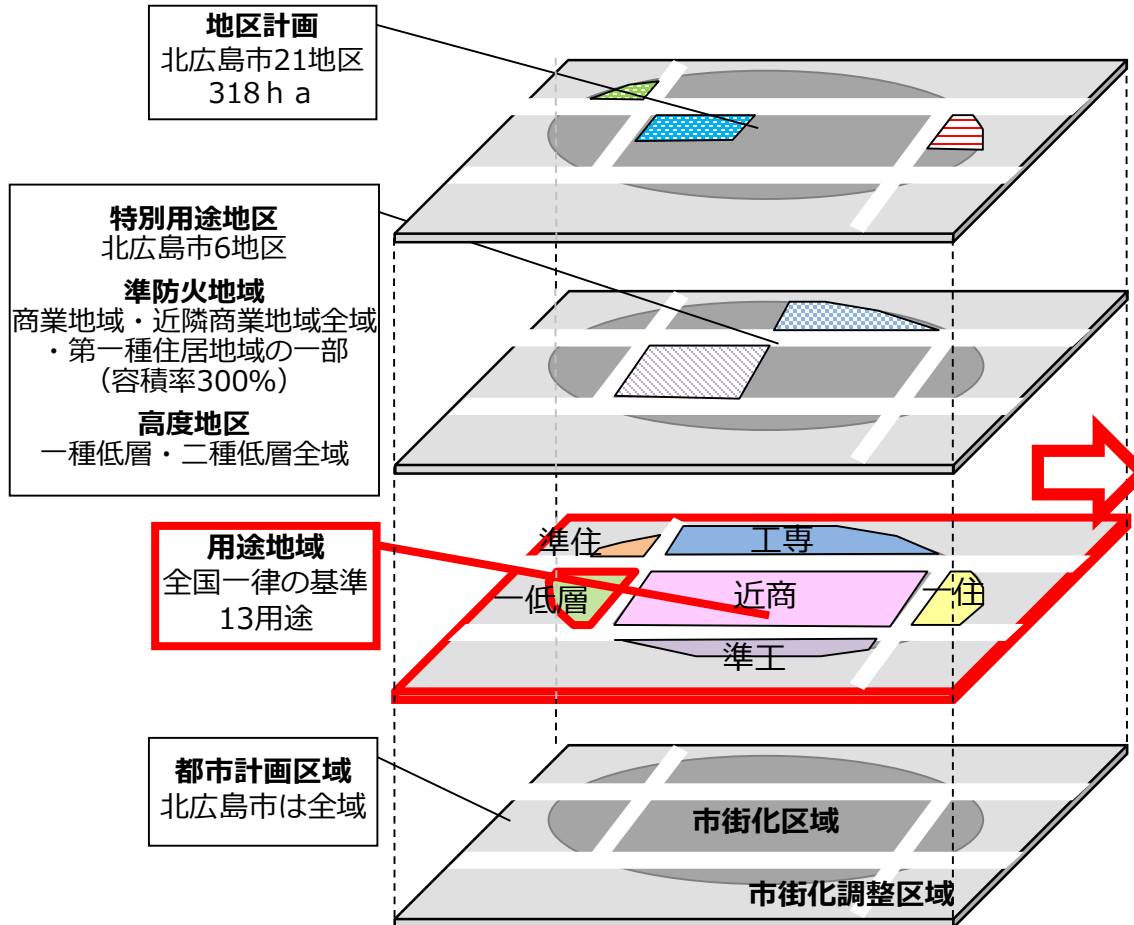 地区計画
北広島市21地区
318ｈａ
特別用途地区
北広島市6地区
準防火地域
商業地域・近隣商業地域全域
・第一種住居地域の一部
（容積率300%）
高度地区
一種低層・二種低層全域
用途地域
全国一律の基準
13用途
準住
工専
一低層
近商
一住
準工
都市計画区域
北広島市は全域
市街化区域
市街化調整区域